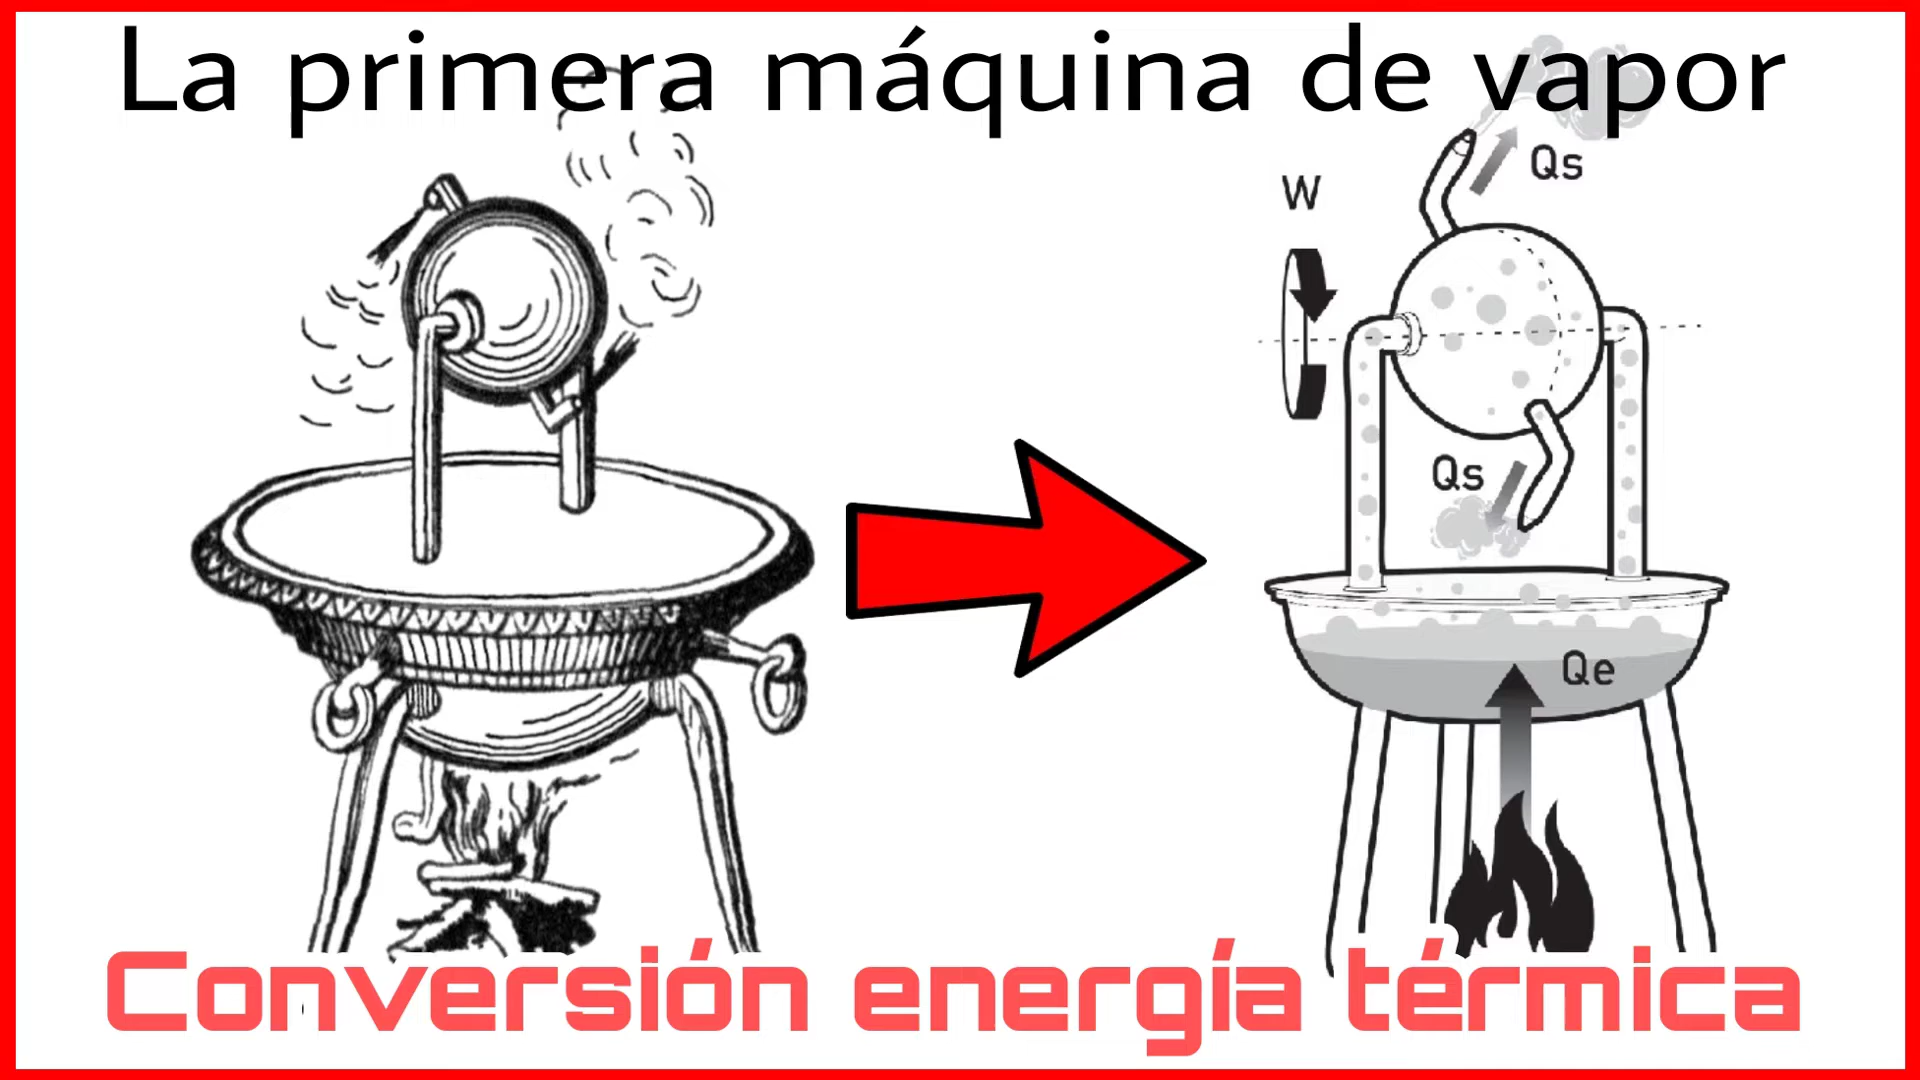 La primera máquina de vapor
Qs
W
Qs
Qe
Conversión energía térmica